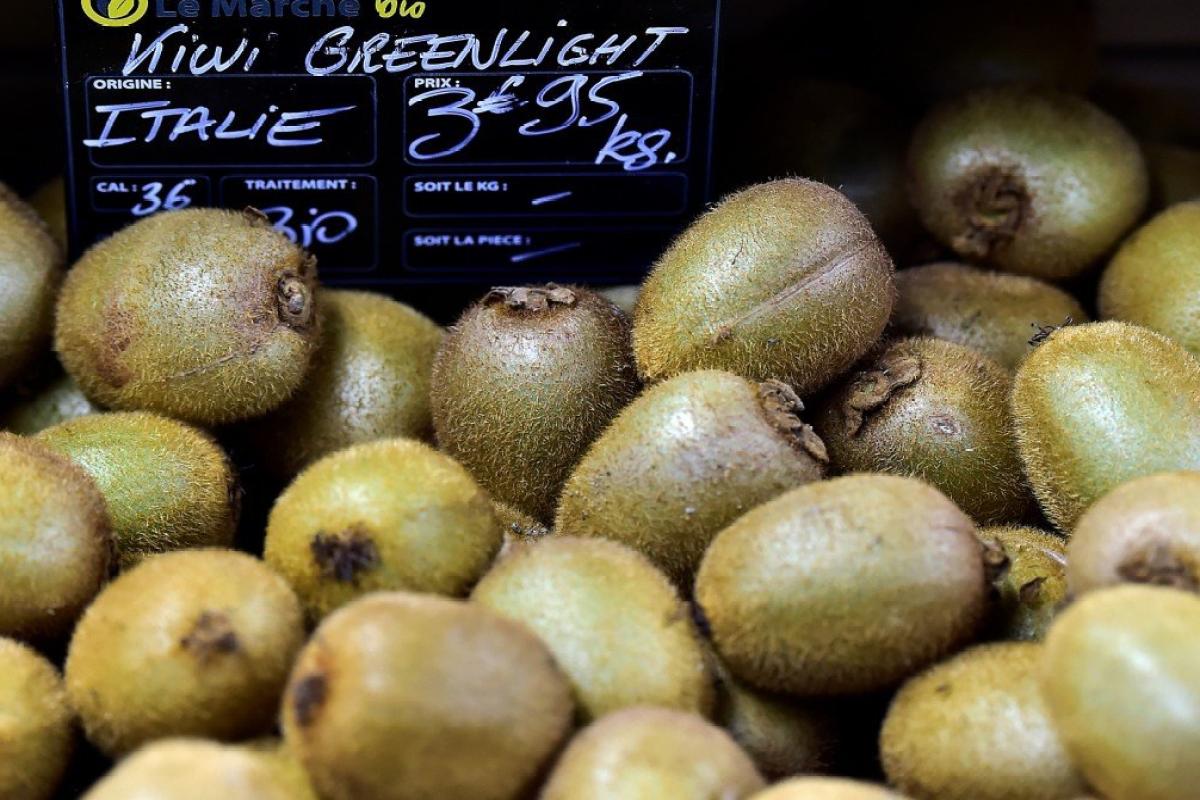 Le Marché bio
KIWI GREENLIGHT
ORIGINE :
ITALIE
PRIX :
3€95
kg.
CAL : 36
TRAITEMENT :
Bio
SOIT LE KG :
–
SOIT LA PIECE :
–